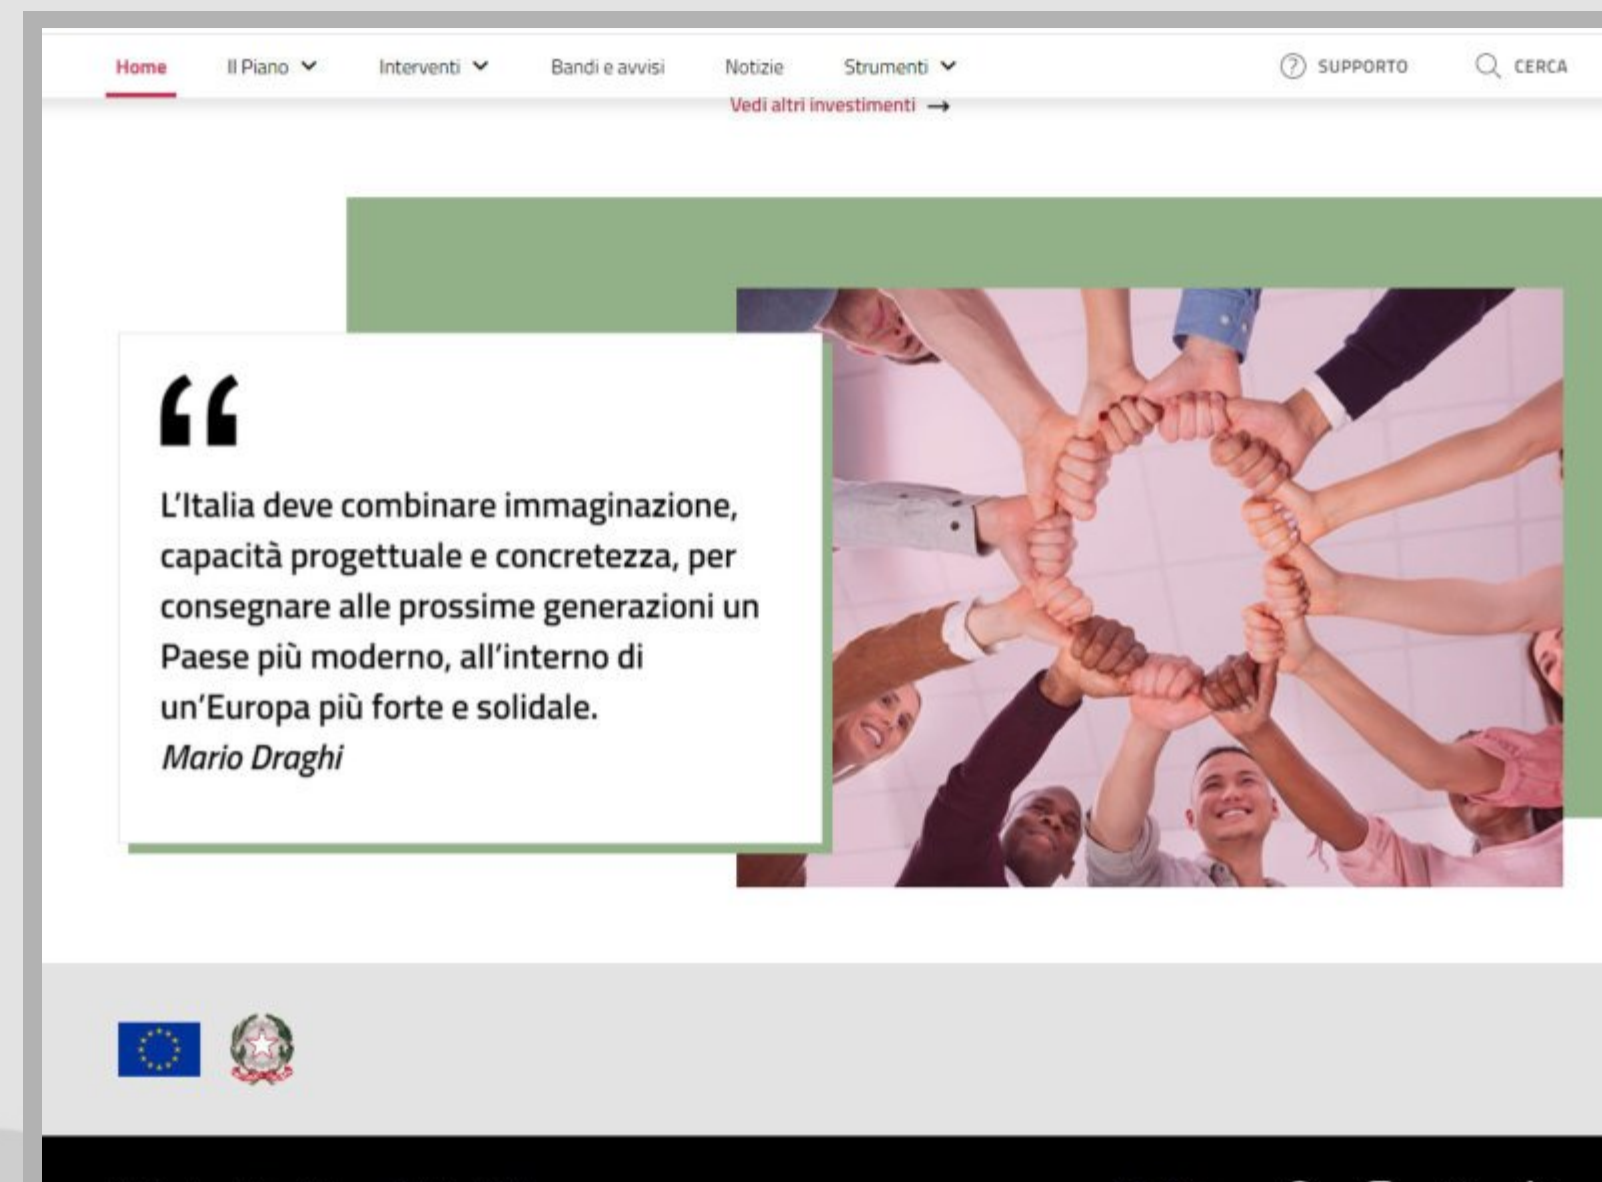 Home Il Piano Interventi Bandi e avvisi Notizie Strumenti SUPPORTO CERCA
Vedi altri investimenti →
“
L'Italia deve combinare immaginazione,
capacità progettuale e concretezza, per
consegnare alle prossime generazioni un
Paese più moderno, all'interno di
un'Europa più forte e solidale.
Mario Draghi